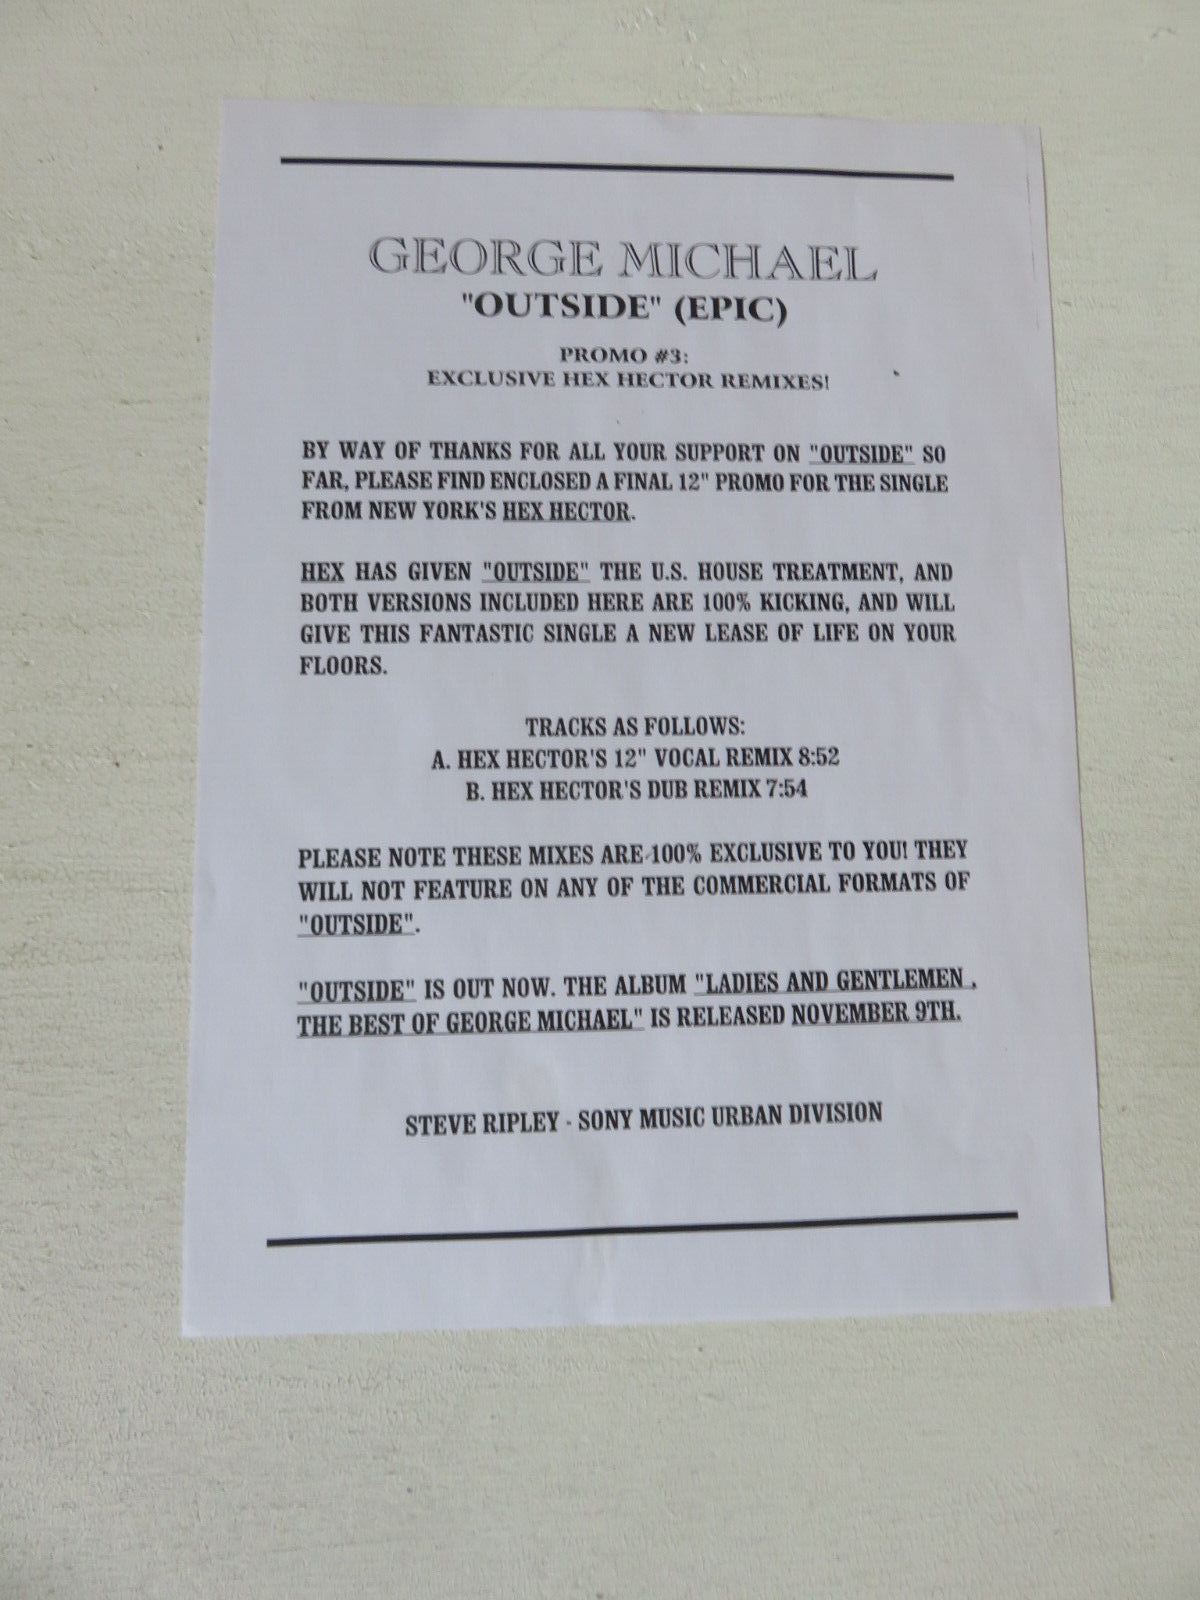 GEORGE MICHAEL
"OUTSIDE" (EPIC)
PROMO #3:
EXCLUSIVE HEX HECTOR REMIXES!
BY WAY OF THANKS FOR ALL YOUR SUPPORT ON "OUTSIDE" SO
FAR, PLEASE FIND ENCLOSED A FINAL 12" PROMO FOR THE SINGLE
FROM NEW YORK'S HEX HECTOR.
HEX HAS GIVEN "OUTSIDE" THE U.S. HOUSE TREATMENT, AND
BOTH VERSIONS INCLUDED HERE ARE 100% KICKING, AND WILL
GIVE THIS FANTASTIC SINGLE A NEW LEASE OF LIFE ON YOUR
FLOORS.
TRACKS AS FOLLOWS:
A. HEX HECTOR'S 12" VOCAL REMIX 8:52
B. HEX HECTOR'S DUB REMIX 7:54
PLEASE NOTE THESE MIXES ARE 100% EXCLUSIVE TO YOU! THEY
WILL NOT FEATURE ON ANY OF THE COMMERCIAL FORMATS OF
"OUTSIDE".
"OUTSIDE" IS OUT NOW. THE ALBUM "LADIES AND GENTLEMEN ,
THE BEST OF GEORGE MICHAEL" IS RELEASED NOVEMBER 9TH.
STEVE RIPLEY - SONY MUSIC URBAN DIVISION